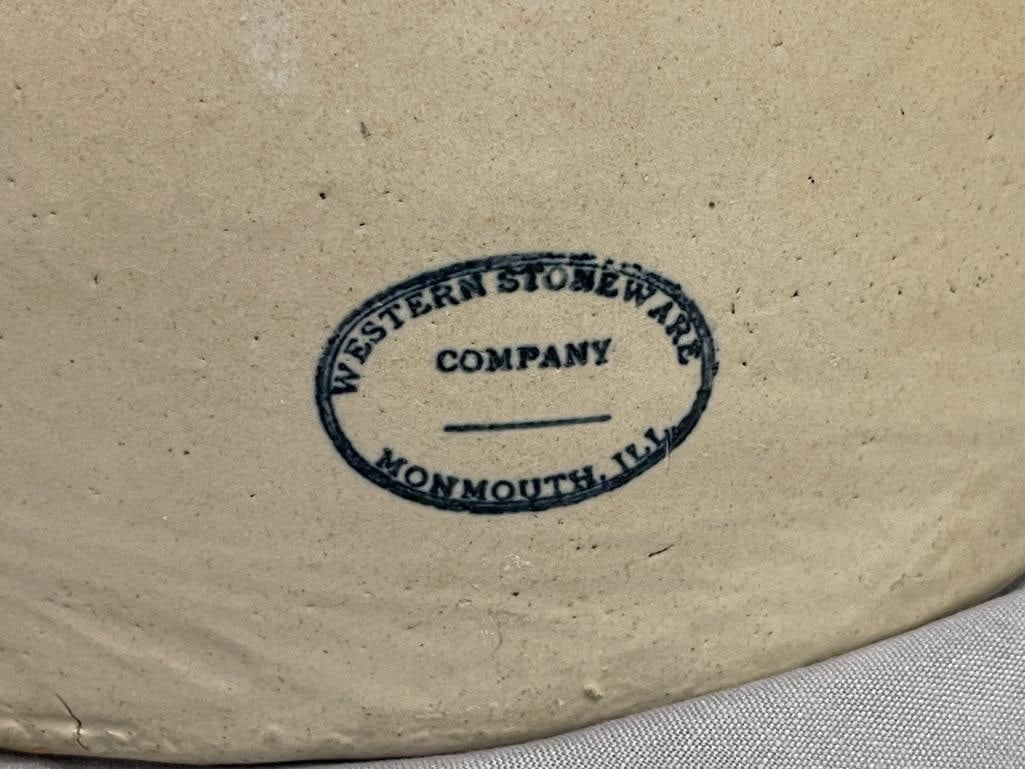 WESTERN STONEWARE
COMPANY
MONMOUTH, ILL.